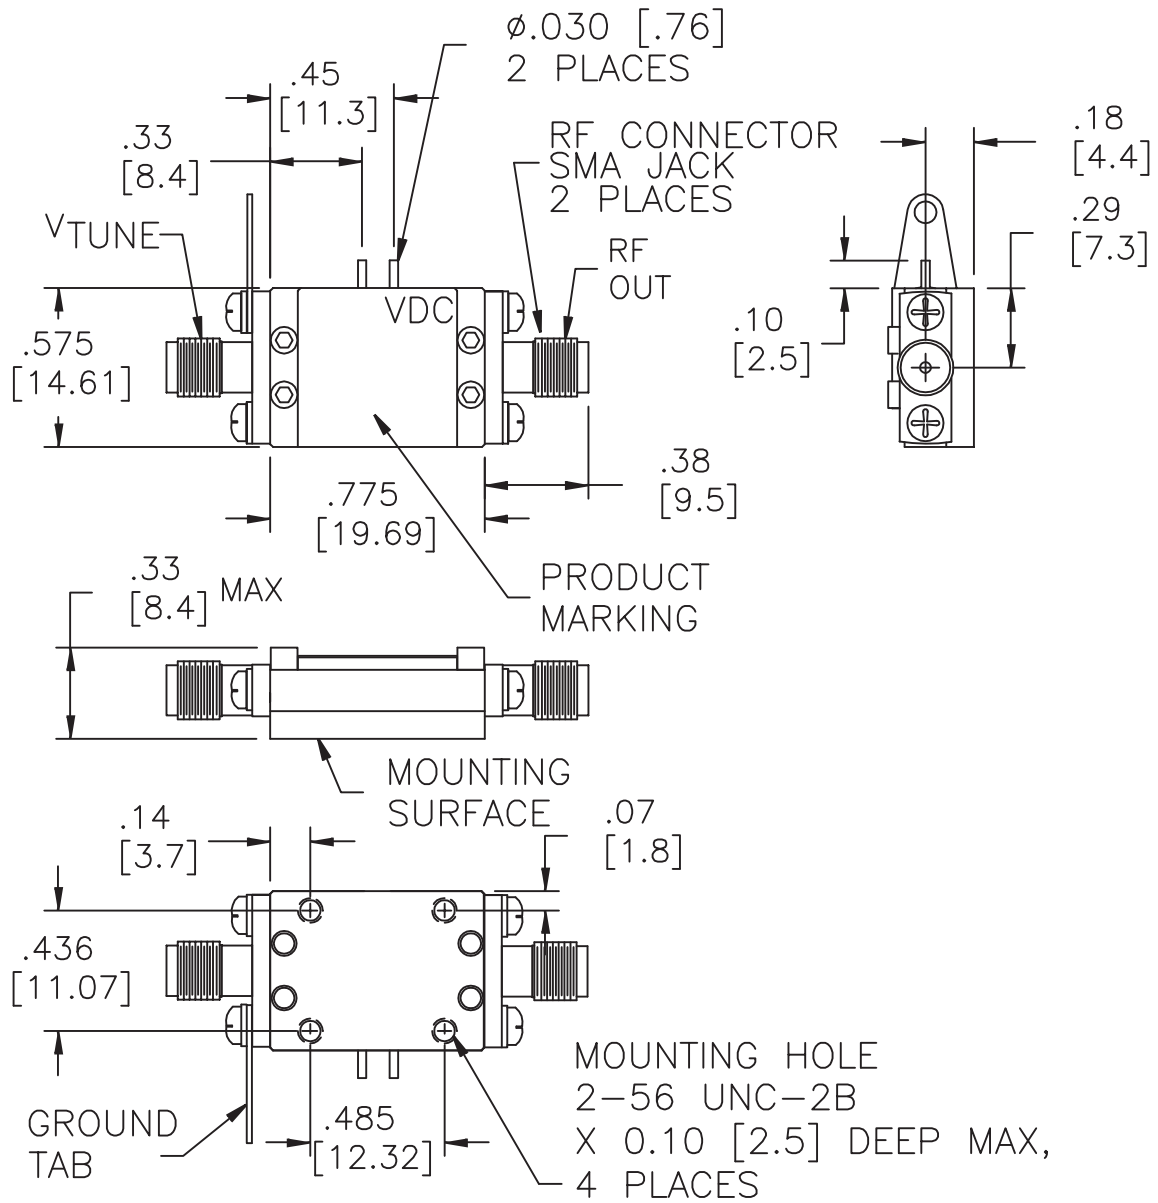 ø.030 [.76]
2 PLACES
.45
[11.3]
.33
[8.4]
RF CONNECTOR
SMA JACK
2 PLACES
.18
[4.4]
.29
[7.3]
VTUNE
RF
OUT
VDC
.10
[2.5]
.575
[14.61]
.38
[9.5]
.775
[19.69]
.33
[8.4] MAX
PRODUCT
MARKING
MOUNTING
SURFACE
.14
[3.7]
.07
[1.8]
.436
[11.07]
MOUNTING HOLE
2-56 UNC-2B
X 0.10 [2.5] DEEP MAX,
4 PLACES
GROUND
TAB
.485
[12.32]